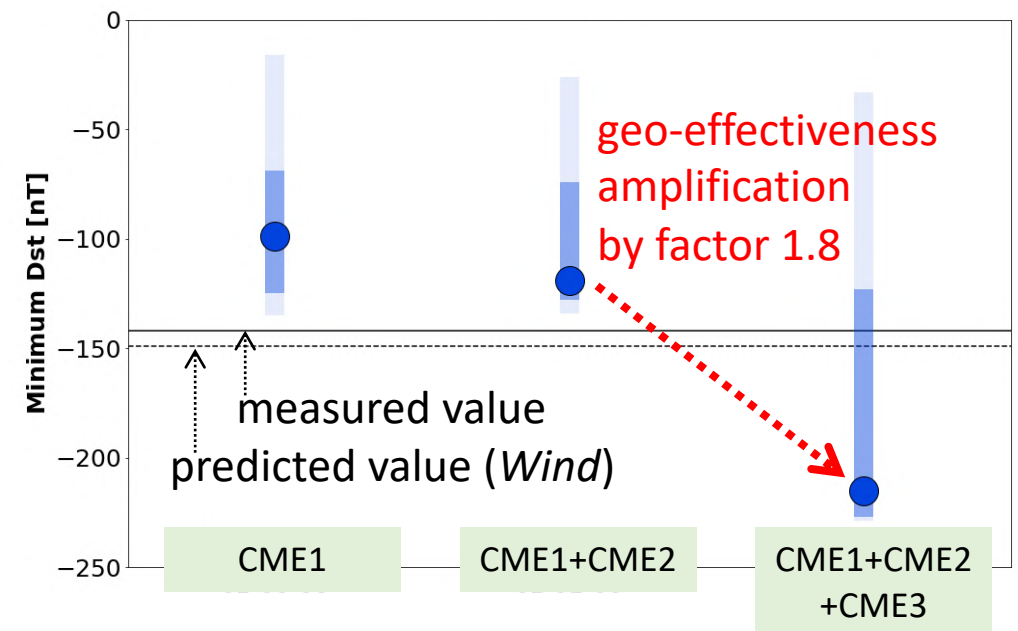 0
−50
−100
−150
−200
−250
Minimum Dst [nT]
geo-effectiveness
amplification
by factor 1.8
measured value
predicted value (Wind)
CME1
CME1+CME2
CME1+CME2
+CME3